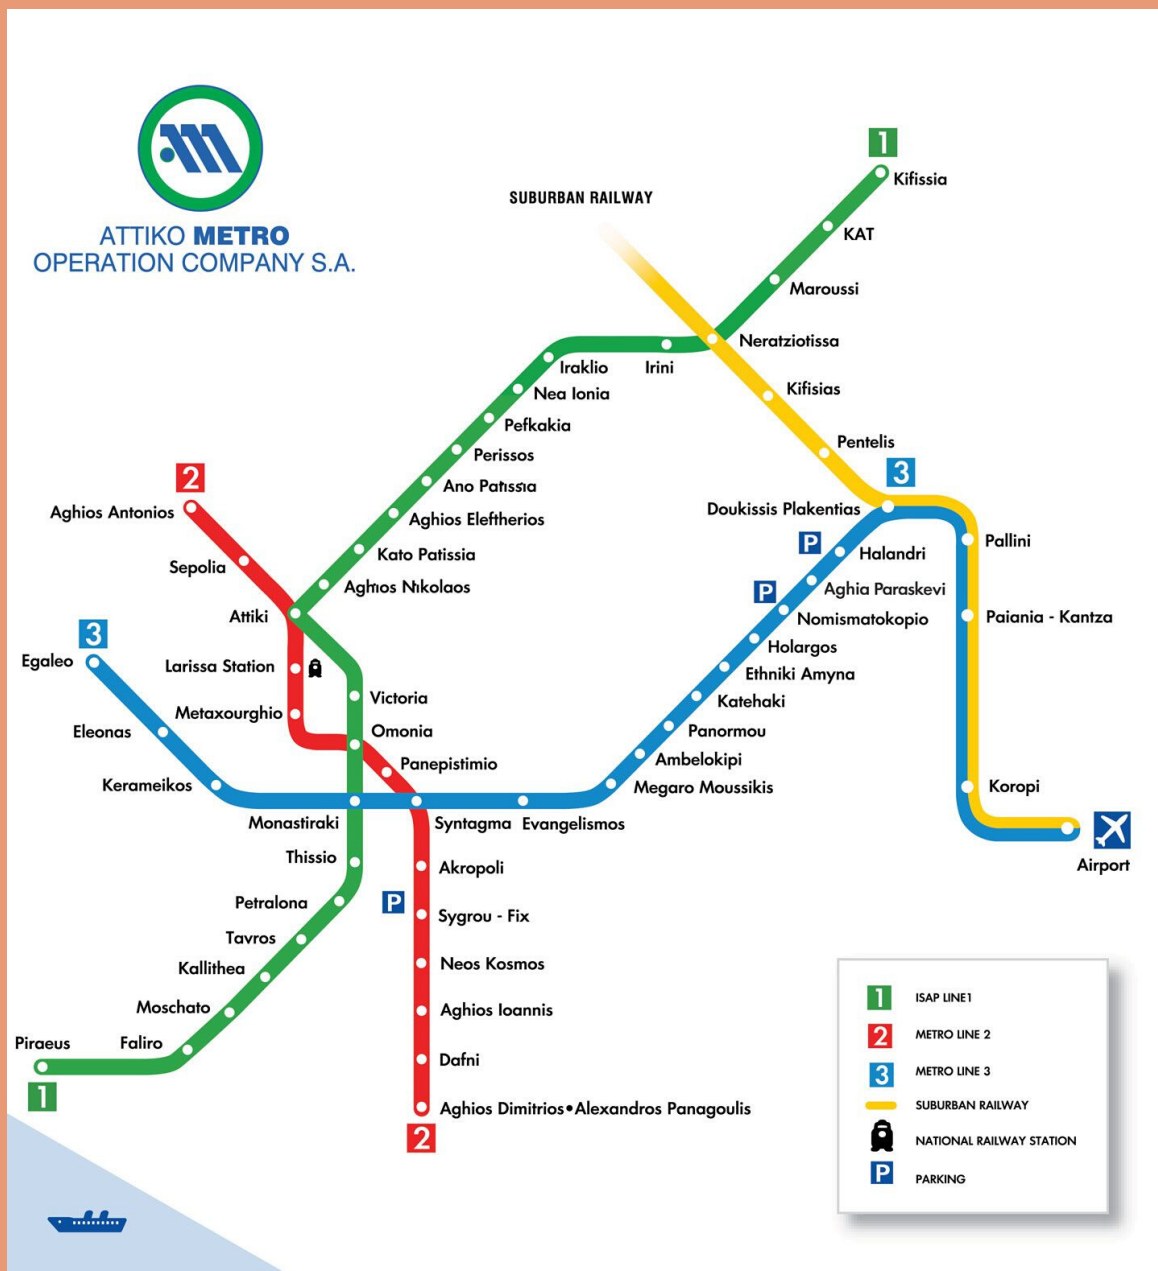 ATTIKO METRO
OPERATION COMPANY S.A.
SUBURBAN RAILWAY
1
Kifissia
KAT
Maroussi
Neratziotissa
Irini
Iraklio
Nea Ionia
Kifisias
Pefkakia
Pentelis
Perissos
2
3
Ano Patissia
Aghios Antonios
Doukissis Plakentias
Aghios Eleftherios
Pallini
P
Halandri
Kato Patissia
Sepolia
Aghios Nikolaos
Aghia Paraskevi
P
Attiki
Nomismatokopio
Paiania - Kantza
3
Holargos
Egaleo
Larissa Station
Ethniki Amyna
Victoria
Katehaki
Metaxourghio
Eleonas
Omonia
Panormou
Panepistimio
Ambelokipi
Kerameikos
Megaro Moussikis
Koropi
Monastiraki
Syntagma
Evangelismos
Thissio
Airport
Akropoli
Petralona
P
Sygrou - Fix
Tavros
Kallithea
Neos Kosmos
Moschato
Aghios Ioannis
Piraeus
Faliro
Dafni
1
Aghios Dimitrios•Alexandros Panagoulis
2
1 ISAP LINE1
2 METRO LINE 2
3 METRO LINE 3
SUBURBAN RAILWAY
NATIONAL RAILWAY STATION
P PARKING